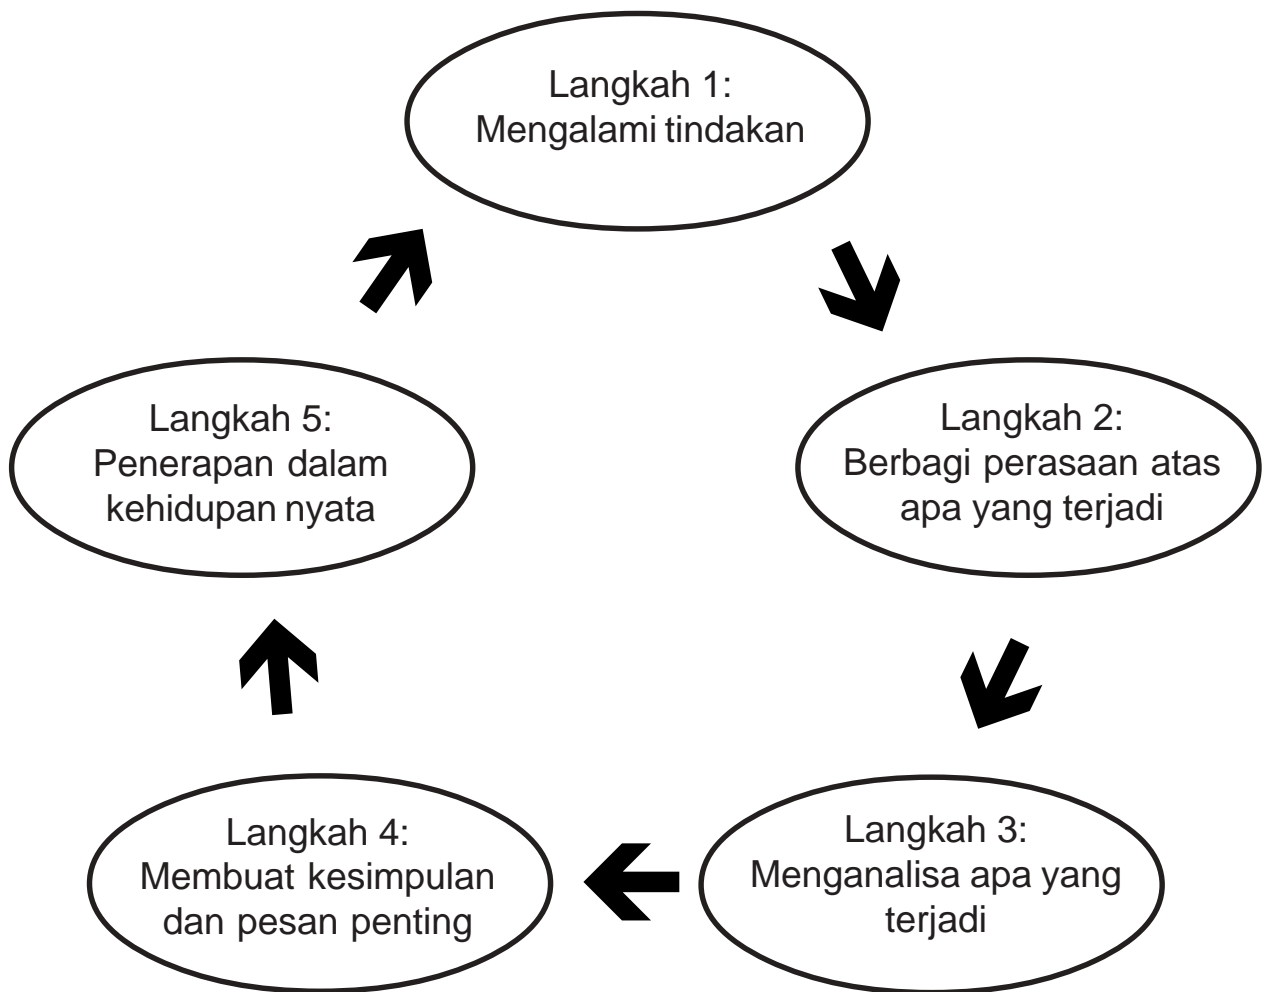 Langkah 1:
Mengalami tindakan
Langkah 2:
Berbagi perasaan atas
apa yang terjadi
Langkah 3:
Menganalisa apa yang
terjadi
Langkah 4:
Membuat kesimpulan
dan pesan penting
Langkah 5:
Penerapan dalam
kehidupan nyata